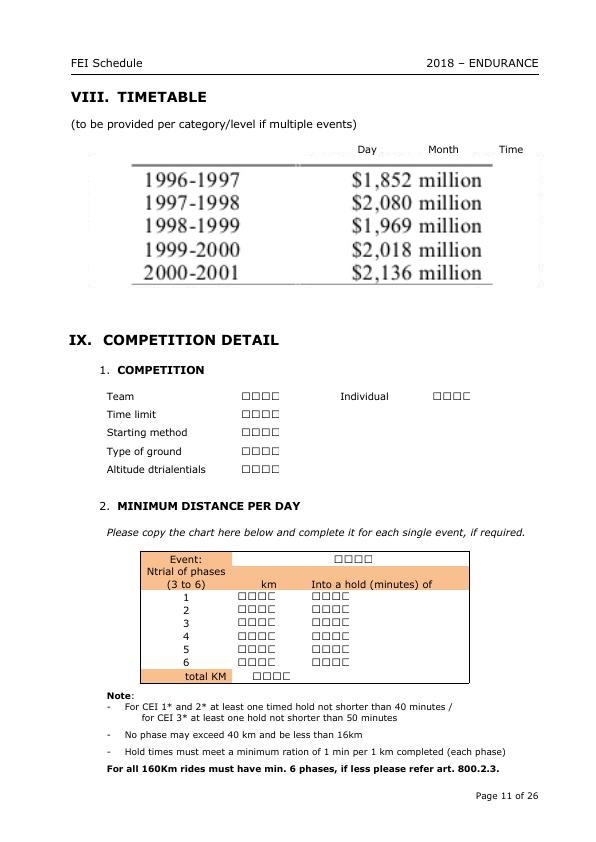 FEI Schedule 2018 – ENDURANCE
VIII. TIMETABLE
(to be provided per category/level if multiple events)
Day Month Time
1996-1997 $1,852 million
1997-1998 $2,080 million
1998-1999 $1,969 million
1999-2000 $2,018 million
2000-2001 $2,136 million
IX. COMPETITION DETAIL
1. COMPETITION
Team ☐☐☐☐ Individual ☐☐☐☐
Time limit ☐☐☐☐
Starting method ☐☐☐☐
Type of ground ☐☐☐☐
Altitude dtrialentials ☐☐☐☐
2. MINIMUM DISTANCE PER DAY
Please copy the chart here below and complete it for each single event, if required.
Event: ☐☐☐☐
Ntrial of phases
(3 to 6) km Into a hold (minutes) of
1 ☐☐☐☐ ☐☐☐☐
2 ☐☐☐☐ ☐☐☐☐
3 ☐☐☐☐ ☐☐☐☐
4 ☐☐☐☐ ☐☐☐☐
5 ☐☐☐☐ ☐☐☐☐
6 ☐☐☐☐ ☐☐☐☐
total KM ☐☐☐☐
Note:
- For CEI 1* and 2* at least one timed hold not shorter than 40 minutes /
for CEI 3* at least one hold not shorter than 50 minutes
- No phase may exceed 40 km and be less than 16km
- Hold times must meet a minimum ration of 1 min per 1 km completed (each phase)
For all 160Km rides must have min. 6 phases, if less please refer art. 800.2.3.
Page 11 of 26